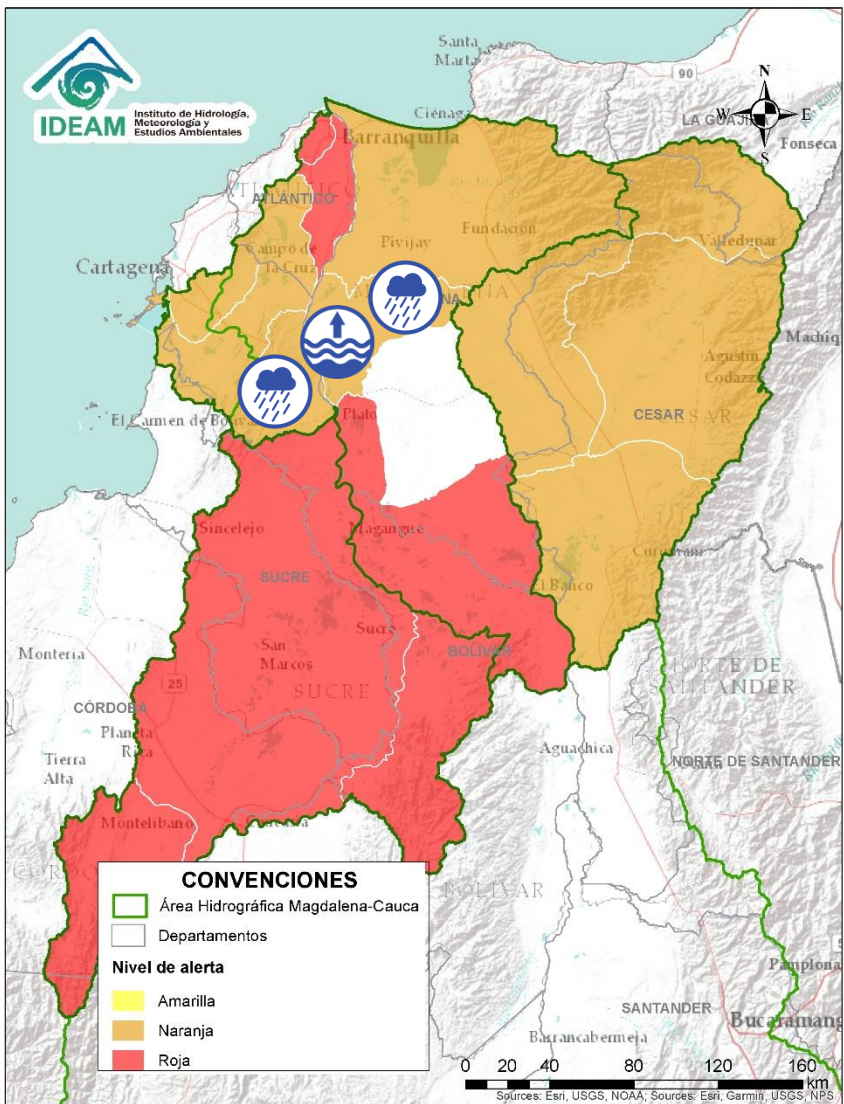 IDEAM
Instituto de Hidrología,
Meteorología y
Estudios Ambientales
Santa
Marta
90
N
W
E
S
LA GUAJIRA
Ciénaga
Fonseca
Barranquilla
ATLÁNTICO
Fundación
Pivijay
Valledupar
Campo de
la Cruz
Cartagena
Agustín
Codazzi
CESAR
CESAR
El Carmen de Bolívar
Plato
Sincelejo
Magangué
El Banco
SUCRE
Sucre
BOLÍVAR
San
Marcos
SUCRE
Montería
25
CÓRDOBA
Planeta
Rica
Tierra
Alta
NORTE DE
SANTANDER
Aguachica
NORTE DE SANTANDER
Montelibano
BOLÍVAR
CONVENCIONES
Área Hidrográfica Magdalena-Cauca
Departamentos
Nivel de alerta
Amarilla
Naranja
Roja
Pamplona
SANTANDER
Bucaramang
Barrancabermeja
0 20 40 80 120 160
km
Sources: Esri, USGS, NOAA; Sources: Esri, Garmin, USGS, NPS